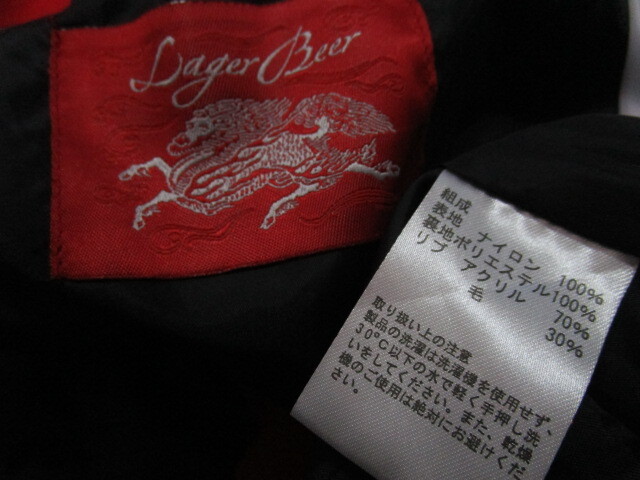 Lager Beer
組成
表地 ナイロン 100%
裏地ポリエステル100%
リブ アクリル 70%
毛 30%
取り扱い上の注意
製品の洗濯は洗濯機を使用せず、
30℃以下の水で軽く手押し洗
いをしてください。また、乾燥
機のご使用は絶対にお避けくだ
さい。